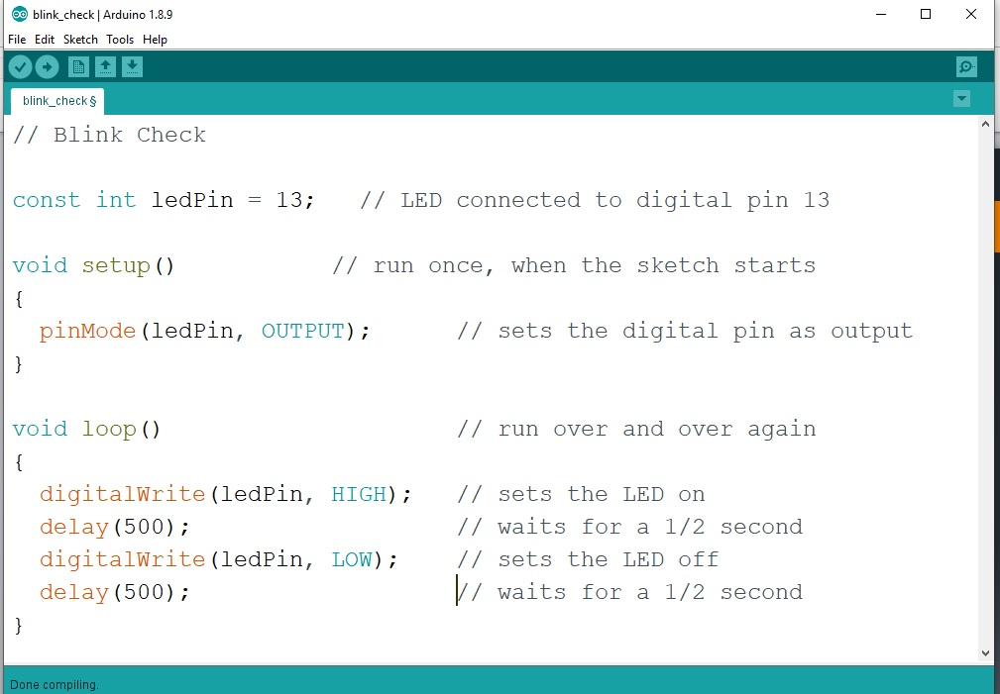 blink_check | Arduino 1.8.9
File Edit Sketch Tools Help
blink_check §
// Blink Check
const int ledPin = 13;   // LED connected to digital pin 13
void setup()            // run once, when the sketch starts
{
  pinMode(ledPin, OUTPUT);      // sets the digital pin as output
}
void loop()                     // run over and over again
{
  digitalWrite(ledPin, HIGH);   // sets the LED on
  delay(500);                   // waits for a 1/2 second
  digitalWrite(ledPin, LOW);    // sets the LED off
  delay(500);                   // waits for a 1/2 second
}
Done compiling.